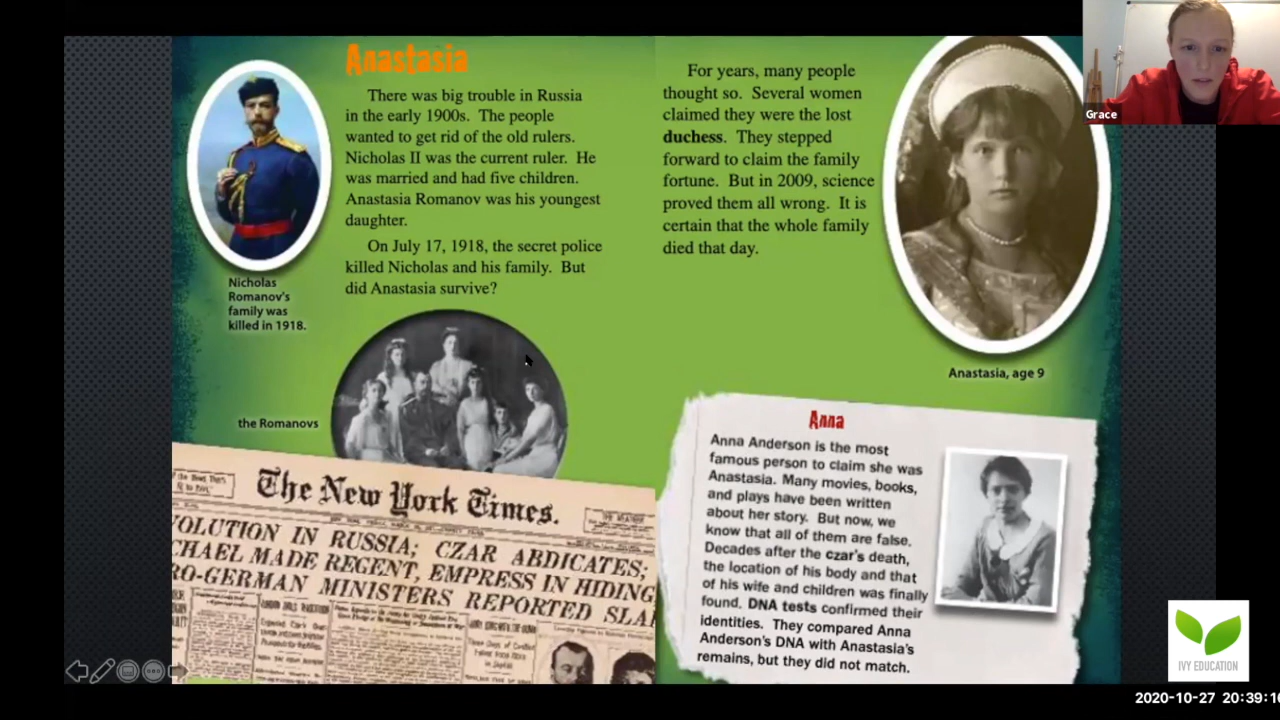 Anastasia
There was big trouble in Russia
in the early 1900s. The people
wanted to get rid of the old rulers.
Nicholas II was the current ruler. He
was married and had five children.
Anastasia Romanov was his youngest
daughter.
On July 17, 1918, the secret police
killed Nicholas and his family. But
did Anastasia survive?
Nicholas
Romanov's
family was
killed in 1918.
the Romanovs
The New York Times.
VOLUTION IN RUSSIA; CZAR ABDICATES;
CHAEL MADE REGENT, EMPRESS IN HIDING
RO-GERMAN MINISTERS REPORTED SLA
For years, many people
thought so. Several women
claimed they were the lost
duchess. They stepped
forward to claim the family
fortune. But in 2009, science
proved them all wrong. It is
certain that the whole family
died that day.
Anastasia, age 9
Anna
Anna Anderson is the most
famous person to claim she was
Anastasia. Many movies, books,
and plays have been written
about her story. But now, we
know that all of them are false.
Decades after the czar's death,
the location of his body and that
of his wife and children was finally
found. DNA tests confirmed their
identities. They compared Anna
Anderson's DNA with Anastasia's
remains, but they did not match.
Grace
IVY EDUCATION
2020-10-27 20:39:1